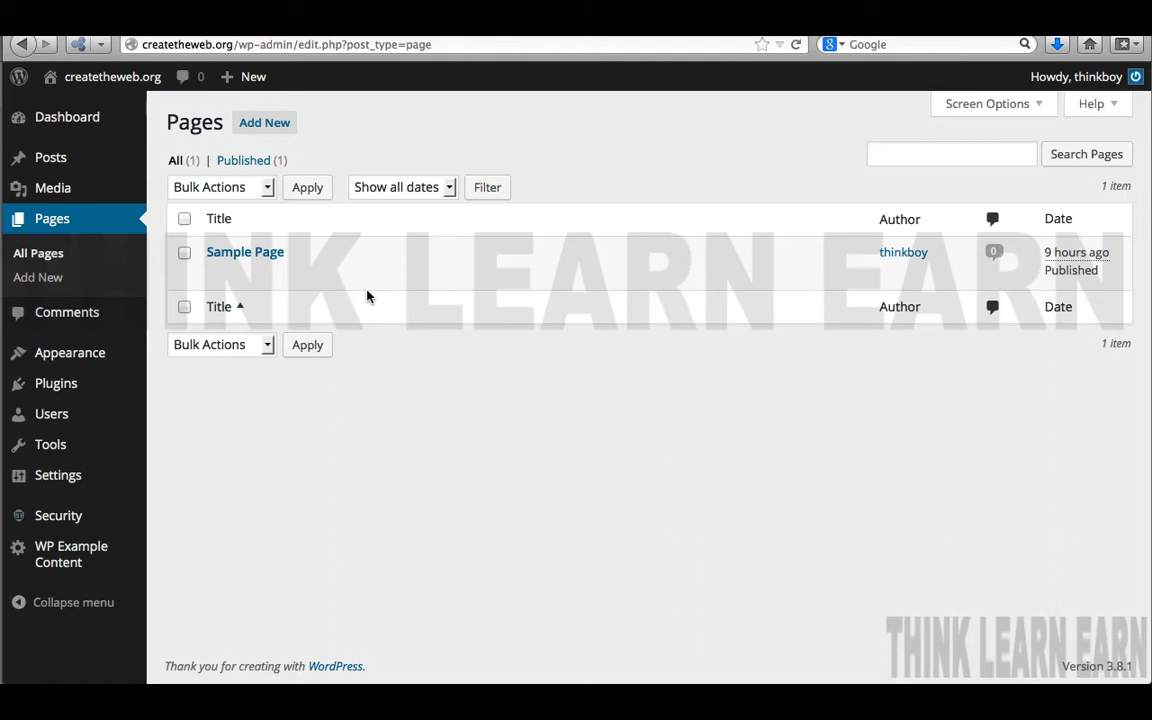 createtheweb.org/wp-admin/edit.php?post_type=page
Google
createtheweb.org 0 New Howdy, thinkboy
Screen Options Help
Dashboard
Posts
Media
Pages
All Pages
Add New
Comments
Appearance
Plugins
Users
Tools
Settings
Security
WP Example
Content
Collapse menu
Pages Add New
All (1) | Published (1)
Search Pages
Bulk Actions Apply Show all dates Filter 1 item
Title Author Date
Sample Page thinkboy 0 9 hours ago
Published
Title Author Date
Bulk Actions Apply 1 item
THINK LEARN EARN
THINK LEARN EARN
Thank you for creating with WordPress. Version 3.8.1